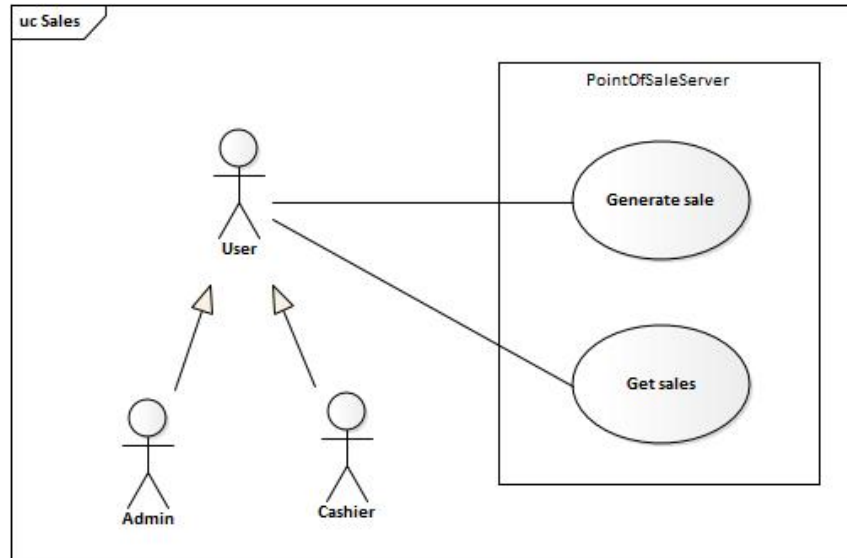 uc Sales
PointOfSaleServer
Generate sale
User
Get sales
Admin
Cashier